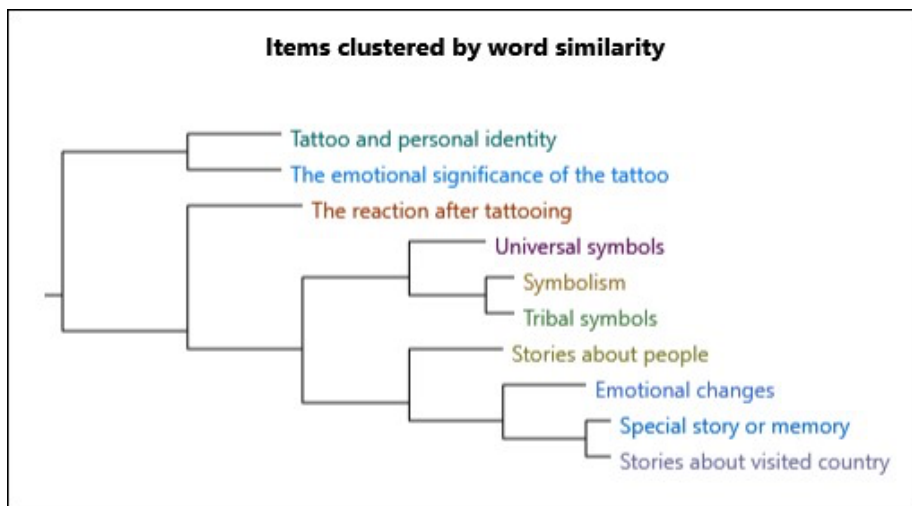 Items clustered by word similarity
Tattoo and personal identity
The emotional significance of the tattoo
The reaction after tattooing
Universal symbols
Symbolism
Tribal symbols
Stories about people
Emotional changes
Special story or memory
Stories about visited country